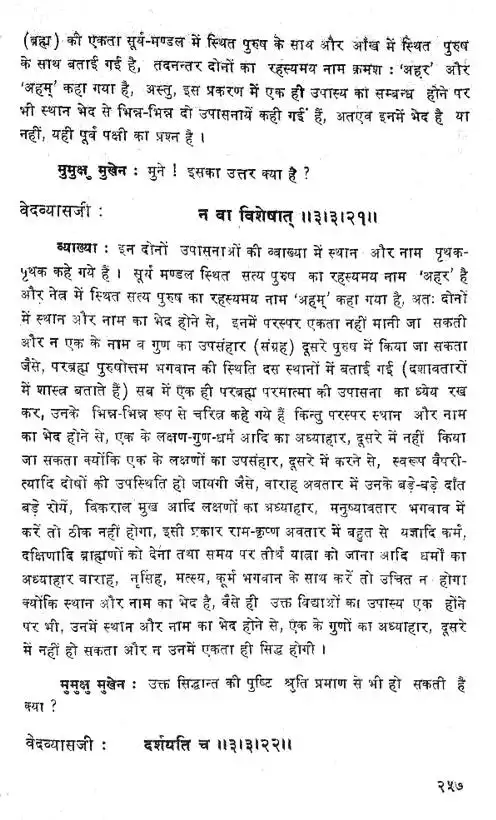 (ब्रह्म) की एकता सूर्य-मण्डल में स्थित पुरुष के साथ और आँख में स्थित पुरुष
के साथ बताई गई है, तदनन्तर दोनों का रहस्यमय नाम क्रमशः 'अहर' और
'अहम्' कहा गया है, अस्तु, इस प्रकरण में एक ही उपास्य का सम्बन्ध होने पर
भी स्थान भेद से भिन्न-भिन्न दो उपासनायें कही गई हैं, अतएव इनमें भेद है या
नहीं, यही पूर्व पक्षी का प्रश्न है ।
मुमुक्षु मुखेन : मुने ! इसका उत्तर क्या है ?
वेदव्यासजी : न वा विशेषात् ॥३।३।२१॥
व्याख्या : इन दोनों उपासनाओं की व्याख्या में स्थान और नाम पृथक-
पृथक कहे गये हैं । सूर्य मण्डल स्थित सत्य पुरुष का रहस्यमय नाम 'अहर' है
और नेत्र में स्थित सत्य पुरुष का रहस्यमय नाम 'अहम्' कहा गया है, अतः दोनों
में स्थान और नाम का भेद होने से, इनमें परस्पर एकता नहीं मानी जा सकती
और न एक के नाम व गुण का उपसंहार (संग्रह) दूसरे पुरुष में किया जा सकता
जैसे, परब्रह्म पुरुषोत्तम भगवान की स्थिति दस स्थानों में बताई गई (दशावतारों
में शास्त्र बताते हैं) सब में एक ही परब्रह्म परमात्मा की उपासना का ध्येय रख
कर, उनके भिन्न-भिन्न रूप से चरित्र कहे गये हैं किन्तु परस्पर स्थान और नाम
का भेद होने से, एक के लक्षण-गुण-धर्म आदि का अध्याहार, दूसरे में नहीं किया
जा सकता क्योंकि एक के लक्षणों का उपसंहार, दूसरे में करने से, स्वरूप वैपरी-
त्यादि दोषों की उपस्थिति हो जायगी जैसे, वाराह अवतार में उनके बड़े-बड़े दाँत
बड़े रोयें, विकराल मुख आदि लक्षणों का अध्याहार, मनुष्यावतार भगवाव में
करें तो ठीक नहीं होगा, इसी प्रकार राम-कृष्ण अवतार में बहुत से यज्ञादि कर्म,
दक्षिणादि ब्राह्मणों को देना तथा समय पर तीर्थ यात्रा को जाना आदि धर्मों का
अध्याहार वाराह, नृसिंह, मत्स्य, कूर्म भगवान के साथ करें तो उचित न होगा
क्योंकि स्थान और नाम का भेद है, वैसे ही उक्त विद्याओं का उपास्य एक होंने
पर भी, उनमें स्थान और नाम का भेद होने से, एक के गुणों का अध्याहार, दूसरे
में नहीं हो सकता और न उनमें एकता ही सिद्ध होगी ।
मुमुक्षु मुखेन : उक्त सिद्धान्त की पुष्टि श्रुति प्रमाण से भी हो सकती है
क्या ?
वेदव्यासजी : दर्शयति च ॥३।३।२२॥
२५७